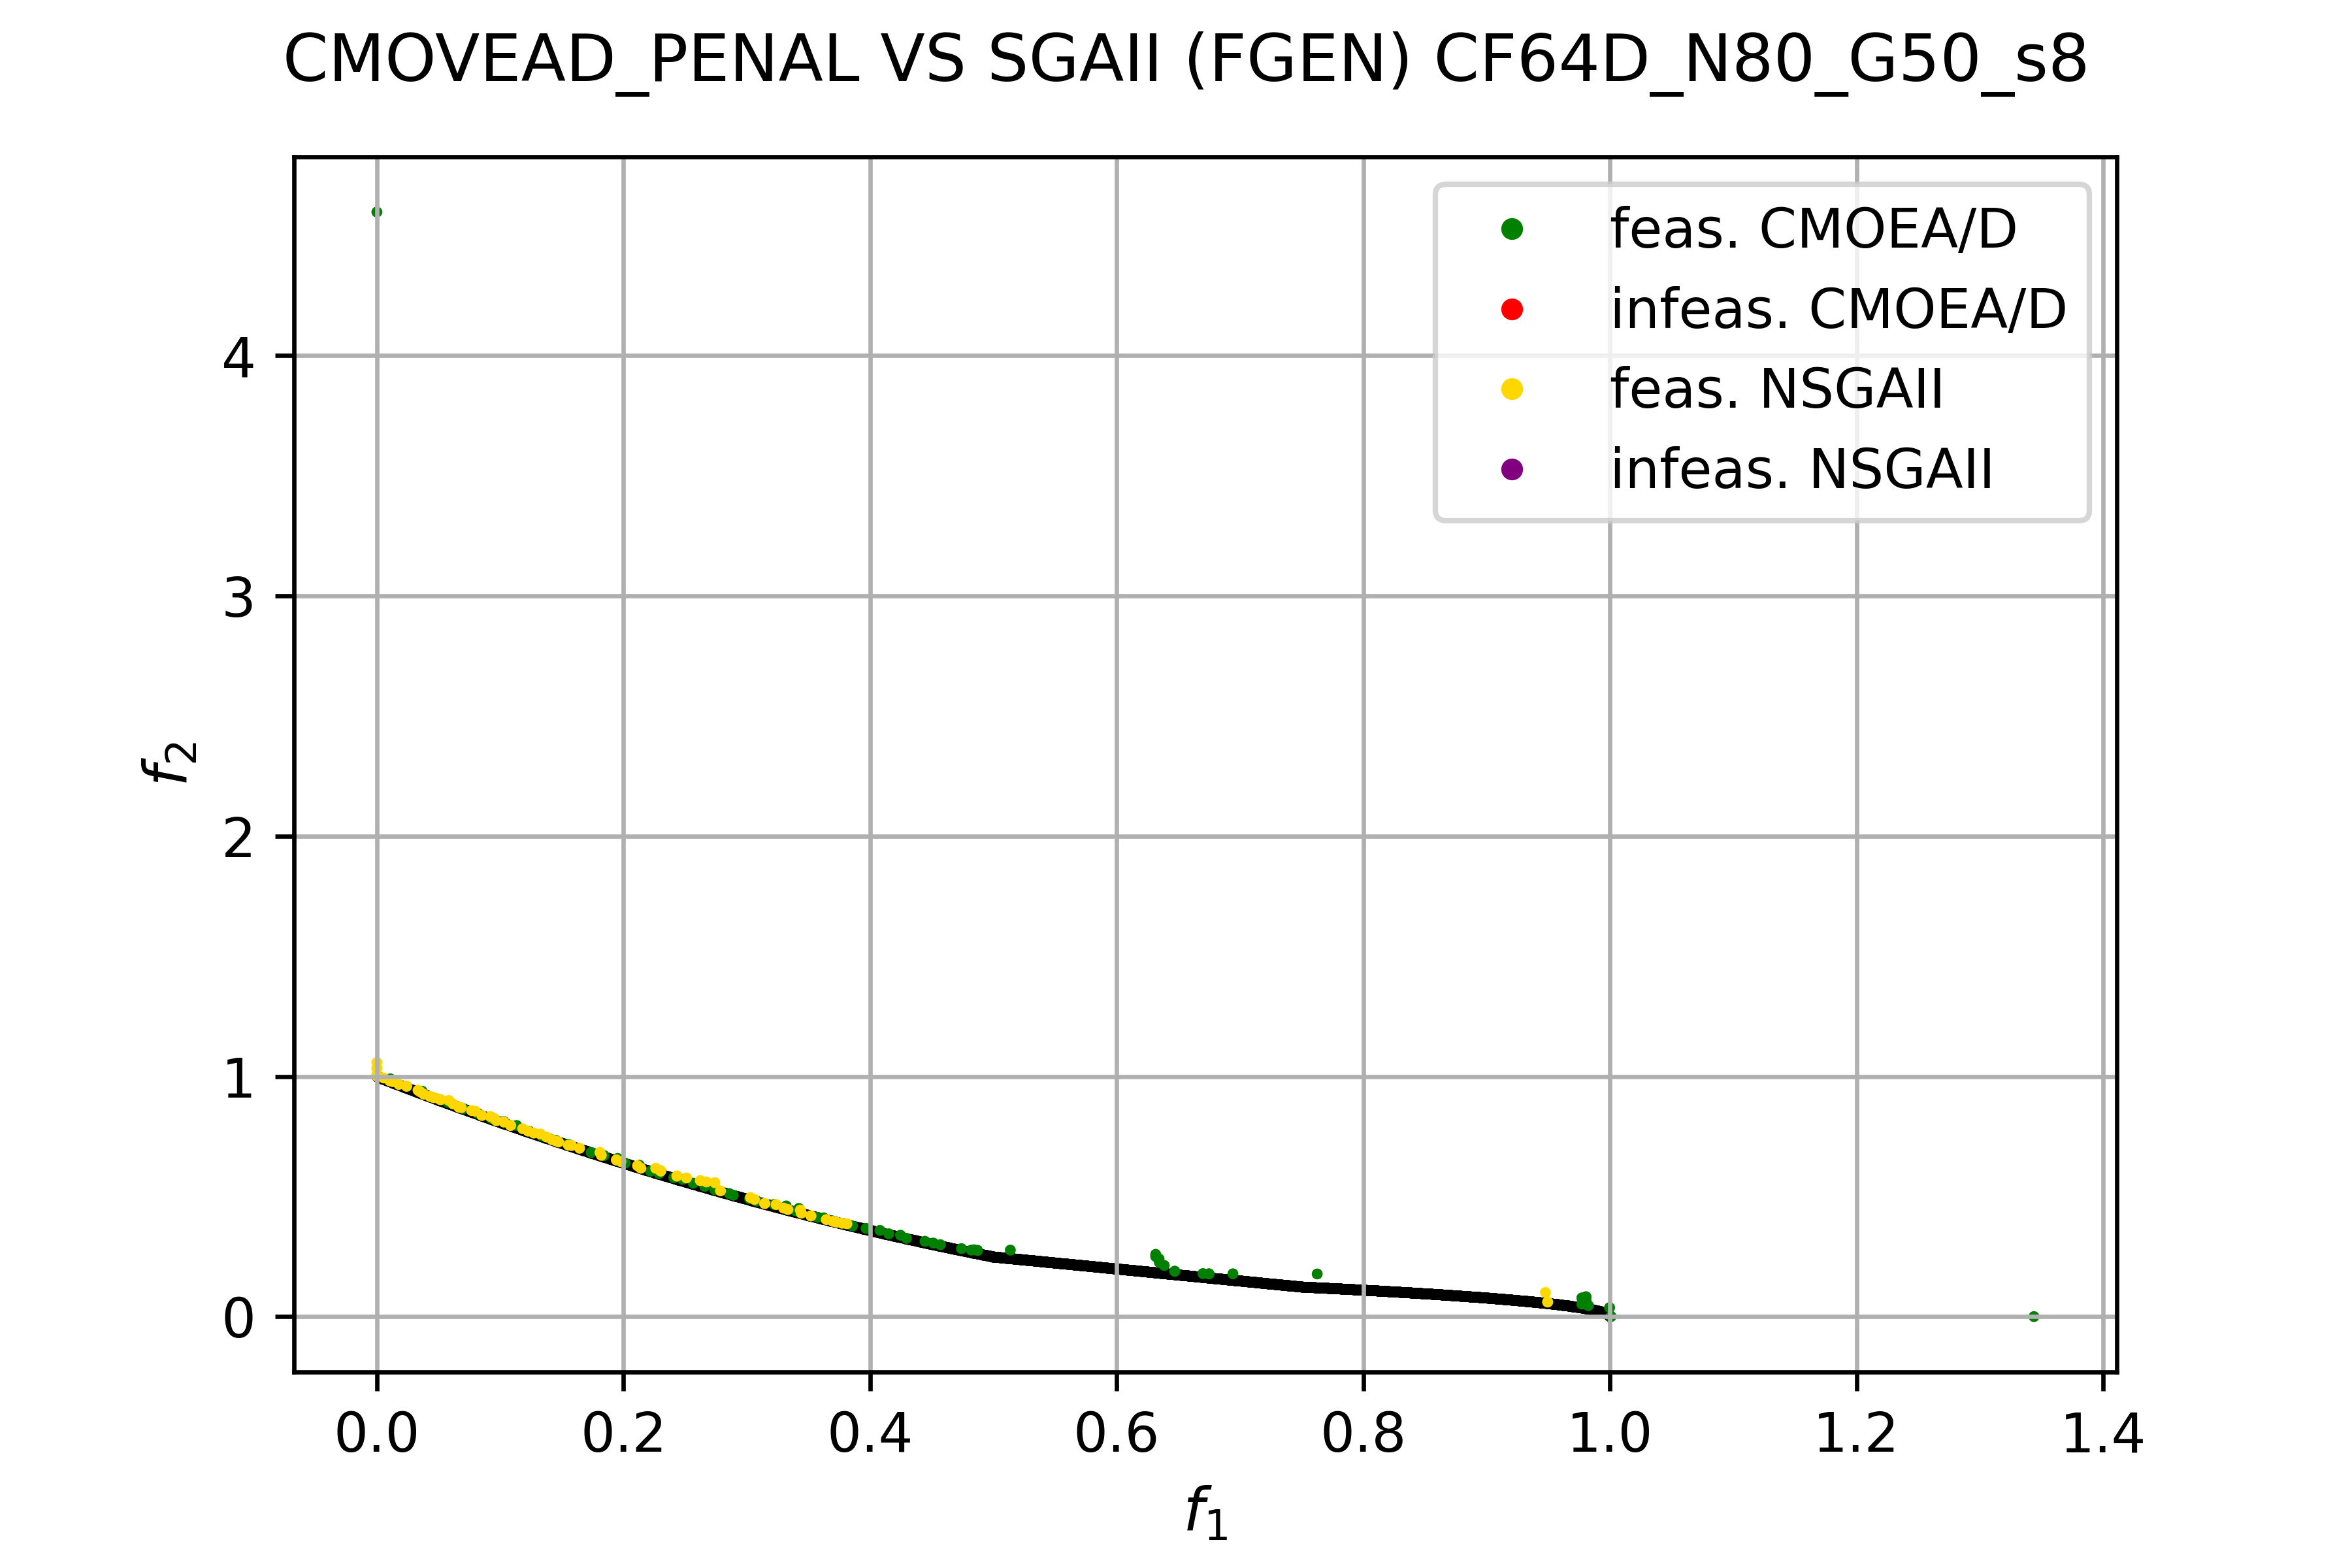 CMOVEAD_PENAL VS SGAII (FGEN) CF64D_N80_G50_s8
feas. CMOEA/D
infeas. CMOEA/D
feas. NSGAII
infeas. NSGAII
4
3
2
1
0
f2
0.0 0.2 0.4 0.6 0.8 1.0 1.2 1.4
f1